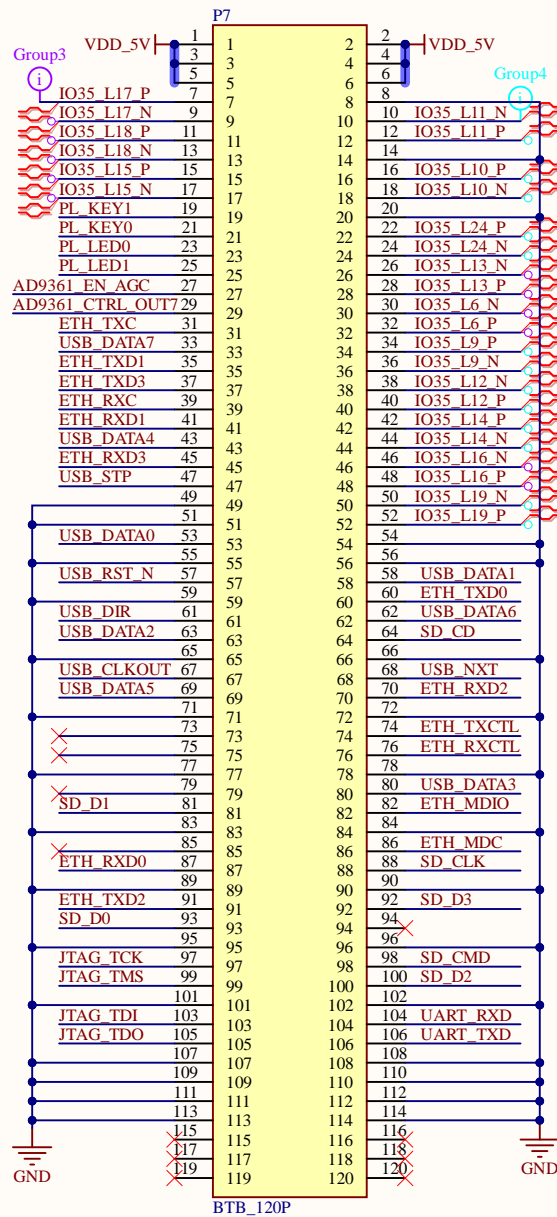 P7
VDD_5V 1 1 2 2 VDD_5V
3 3 4 4
Group3 5 5 6 6 Group4
i i
IO35_L17_P 7 7 8 8
IO35_L17_N 9 9 10 10 IO35_L11_N
IO35_L18_P 11 11 12 12 IO35_L11_P
IO35_L18_N 13 13 14 14
IO35_L15_P 15 15 16 16 IO35_L10_P
IO35_L15_N 17 17 18 18 IO35_L10_N
PL_KEY1 19 19 20 20
PL_KEY0 21 21 22 22 IO35_L24_P
PL_LED0 23 23 24 24 IO35_L24_N
PL_LED1 25 25 26 26 IO35_L13_N
AD9361_EN_AGC 27 27 28 28 IO35_L13_P
AD9361_CTRL_OUT7 29 29 30 30 IO35_L6_N
ETH_TXC 31 31 32 32 IO35_L6_P
USB_DATA7 33 33 34 34 IO35_L9_P
ETH_TXD1 35 35 36 36 IO35_L9_N
ETH_TXD3 37 37 38 38 IO35_L12_N
ETH_RXC 39 39 40 40 IO35_L12_P
ETH_RXD1 41 41 42 42 IO35_L14_P
USB_DATA4 43 43 44 44 IO35_L14_N
ETH_RXD3 45 45 46 46 IO35_L16_N
USB_STP 47 47 48 48 IO35_L16_P
49 49 50 50 IO35_L19_N
51 51 52 52 IO35_L19_P
USB_DATA0 53 53 54 54
55 55 56 56
USB_RST_N 57 57 58 58 USB_DATA1
59 59 60 60 ETH_TXD0
USB_DIR 61 61 62 62 USB_DATA6
USB_DATA2 63 63 64 64 SD_CD
65 65 66 66
USB_CLKOUT 67 67 68 68 USB_NXT
USB_DATA5 69 69 70 70 ETH_RXD2
71 71 72 72
73 73 74 74 ETH_TXCTL
75 75 76 76 ETH_RXCTL
77 77 78 78
79 79 80 80 USB_DATA3
SD_D1 81 81 82 82 ETH_MDIO
83 83 84 84
85 85 86 86 ETH_MDC
ETH_RXD0 87 87 88 88 SD_CLK
89 89 90 90
ETH_TXD2 91 91 92 92 SD_D3
SD_D0 93 93 94 94
95 95 96 96
JTAG_TCK 97 97 98 98 SD_CMD
JTAG_TMS 99 99 100 100 SD_D2
101 101 102 102
JTAG_TDI 103 103 104 104 UART_RXD
JTAG_TDO 105 105 106 106 UART_TXD
107 107 108 108
109 109 110 110
111 111 112 112
113 113 114 114
115 115 116 116
117 117 118 118
GND 119 119 120 120 GND
BTB_120P